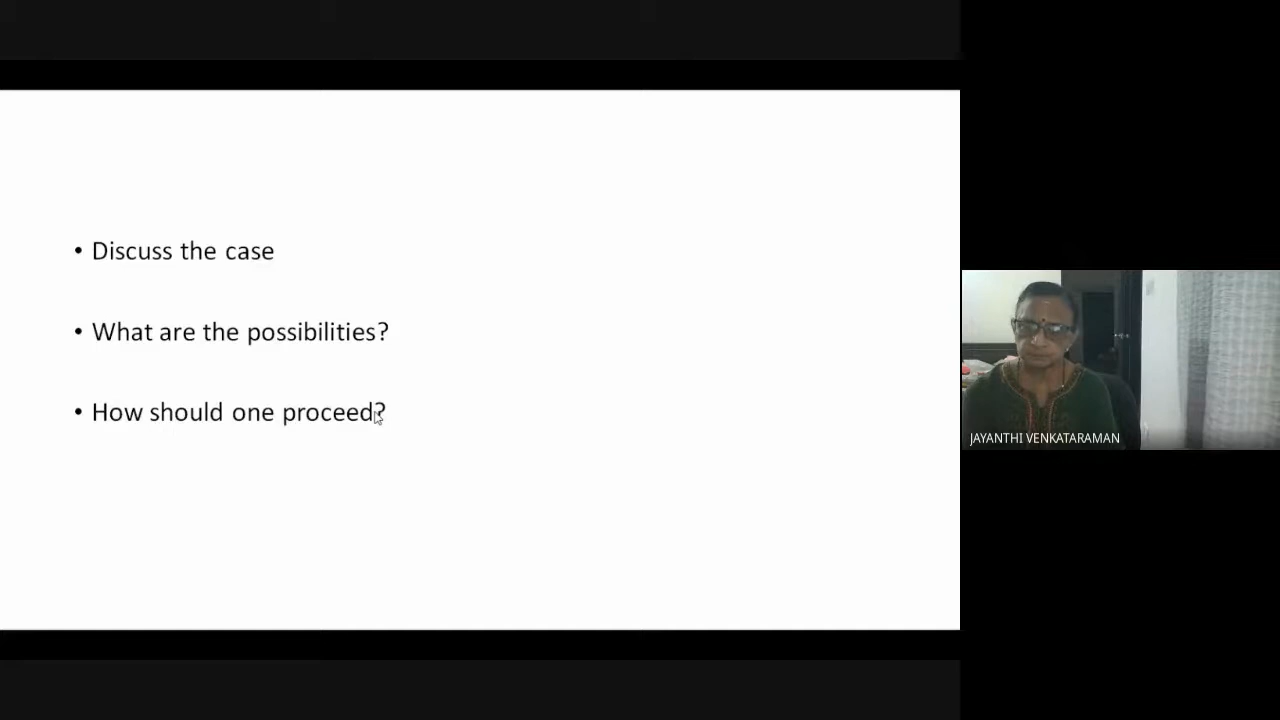 • Discuss the case
• What are the possibilities?
• How should one proceed?
JAYANTHI VENKATARAMAN